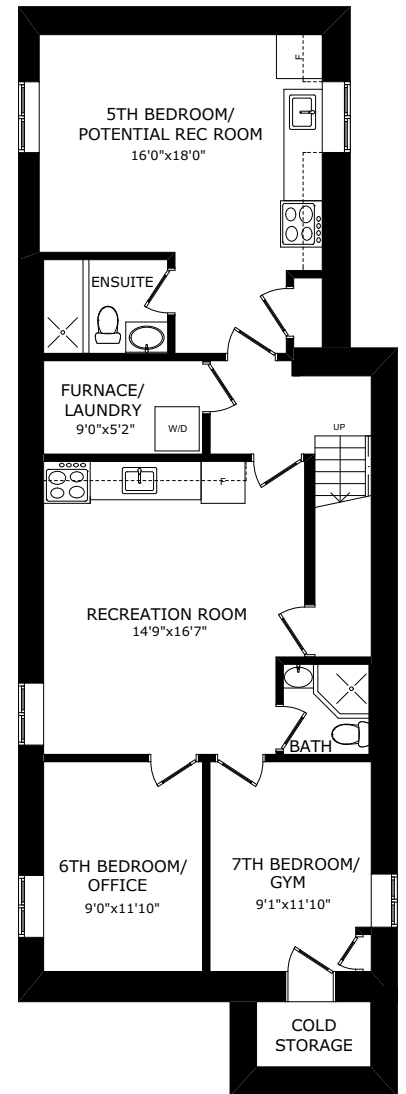 F
5TH BEDROOM/
POTENTIAL REC ROOM
16'0"x18'0"
ENSUITE
FURNACE/
LAUNDRY
9'0"x5'2"
W/D
UP
F
RECREATION ROOM
14'9"x16'7"
BATH
6TH BEDROOM/
OFFICE
9'0"x11'10"
7TH BEDROOM/
GYM
9'1"x11'10"
COLD
STORAGE